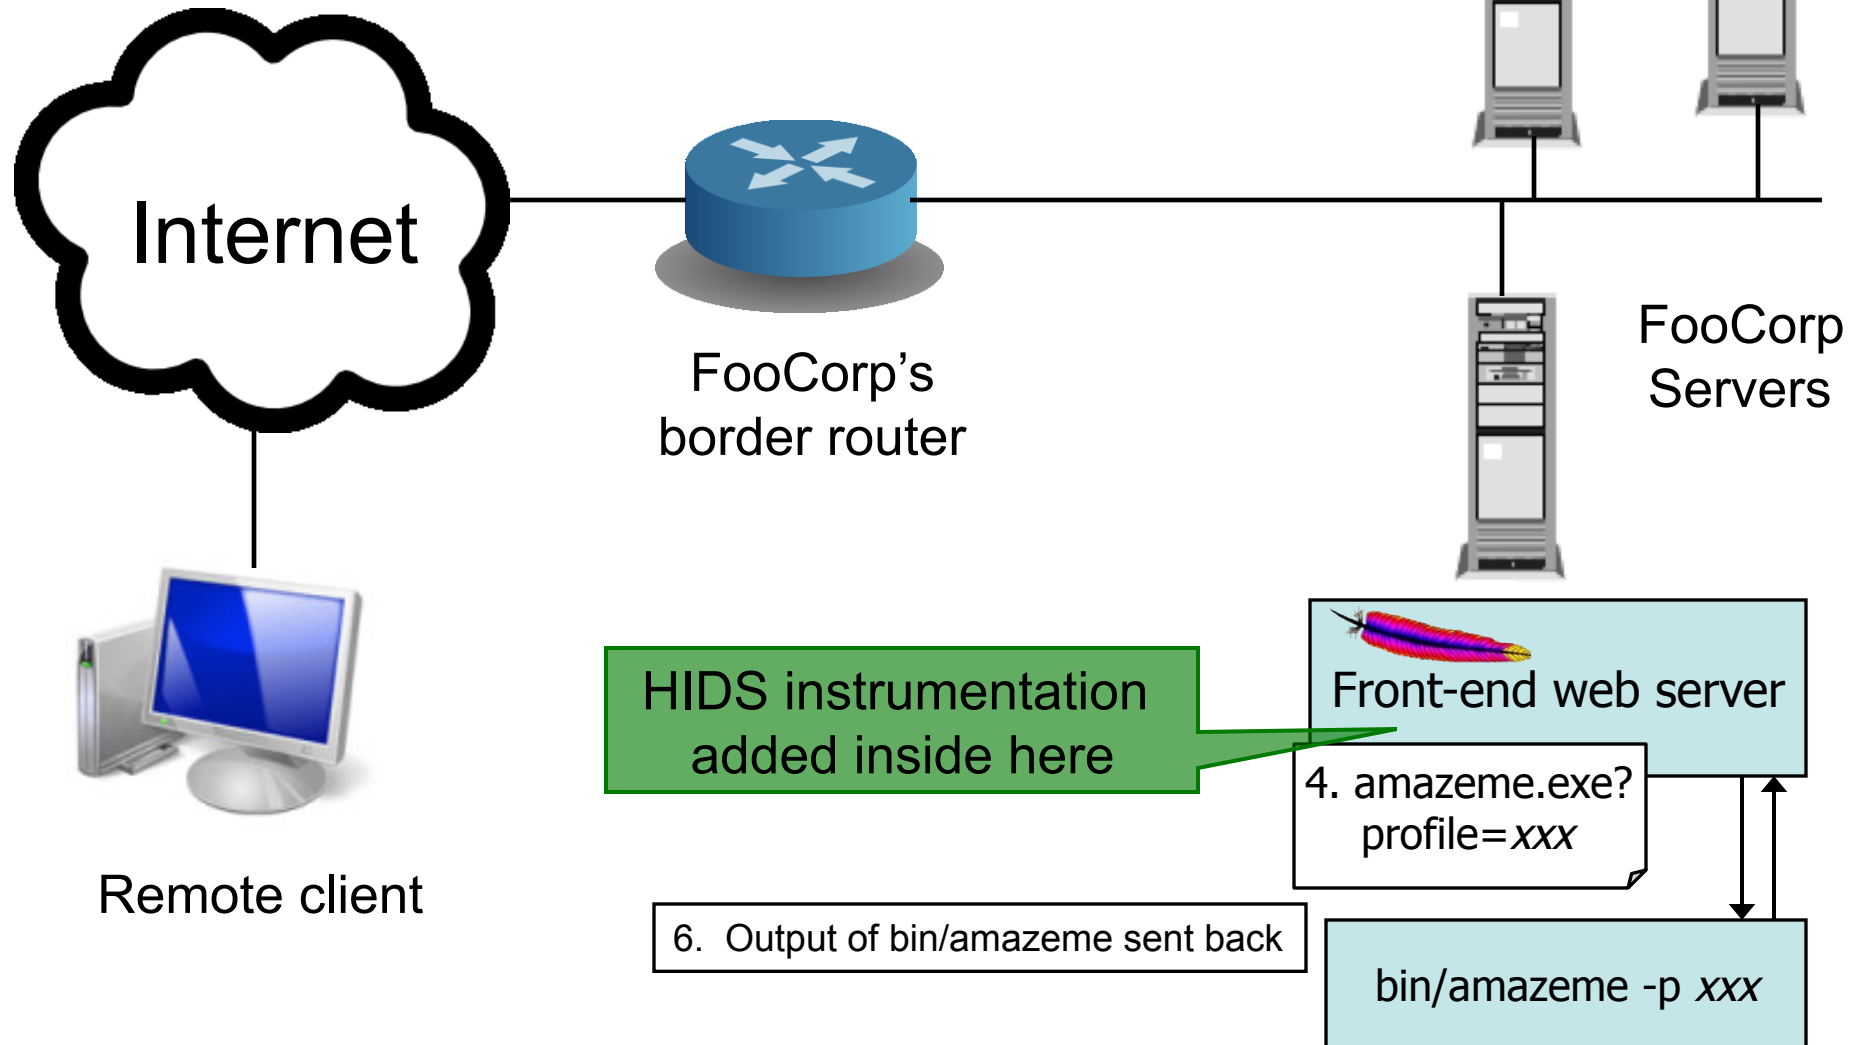 Internet
FooCorp’s
border router
FooCorp
Servers
Remote client
HIDS instrumentation
added inside here
Front-end web server
4. amazeme.exe?
profile=xxx
6. Output of bin/amazeme sent back
bin/amazeme -p xxx